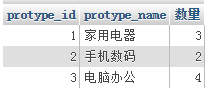 protype_id protype_name 数量
1 家用电器 3
2 手机数码 2
3 电脑办公 4